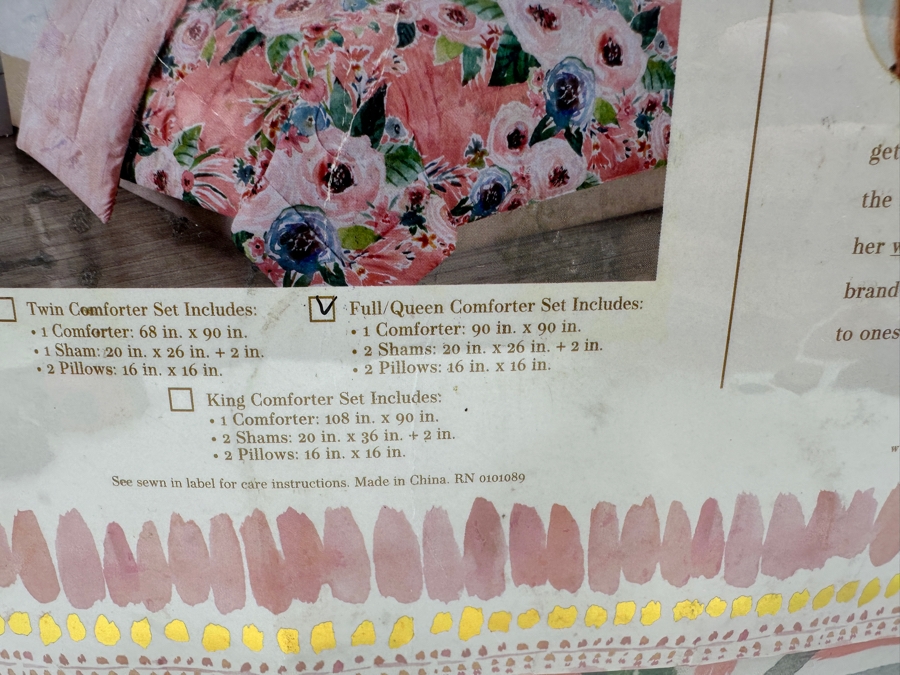 Twin Comforter Set Includes:
• 1 Comforter: 68 in. x 90 in.
• 1 Sham: 20 in. x 26 in. + 2 in.
• 2 Pillows: 16 in. x 16 in.
Full/Queen Comforter Set Includes:
• 1 Comforter: 90 in. x 90 in.
• 2 Shams: 20 in. x 26 in. + 2 in.
• 2 Pillows: 16 in. x 16 in.
King Comforter Set Includes:
• 1 Comforter: 108 in. x 90 in.
• 2 Shams: 20 in. x 36 in. + 2 in.
• 2 Pillows: 16 in. x 16 in.
See sewn in label for care instructions. Made in China. RN 0101089
get
the
her
brand
to ones